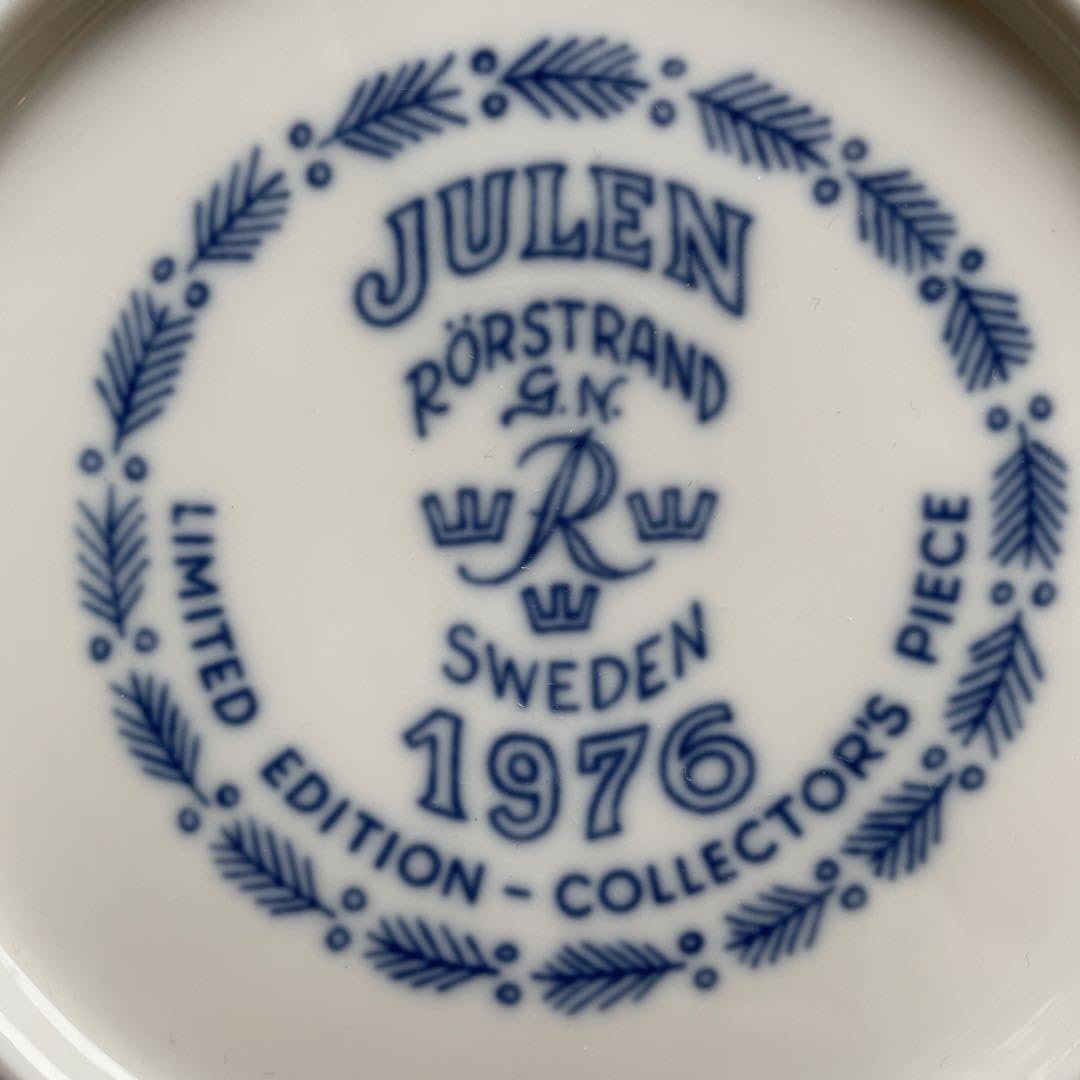 JULEN
RÖRSTRAND
G.N.
R
SWEDEN
1976
LIMITED EDITION - COLLECTOR'S PIECE